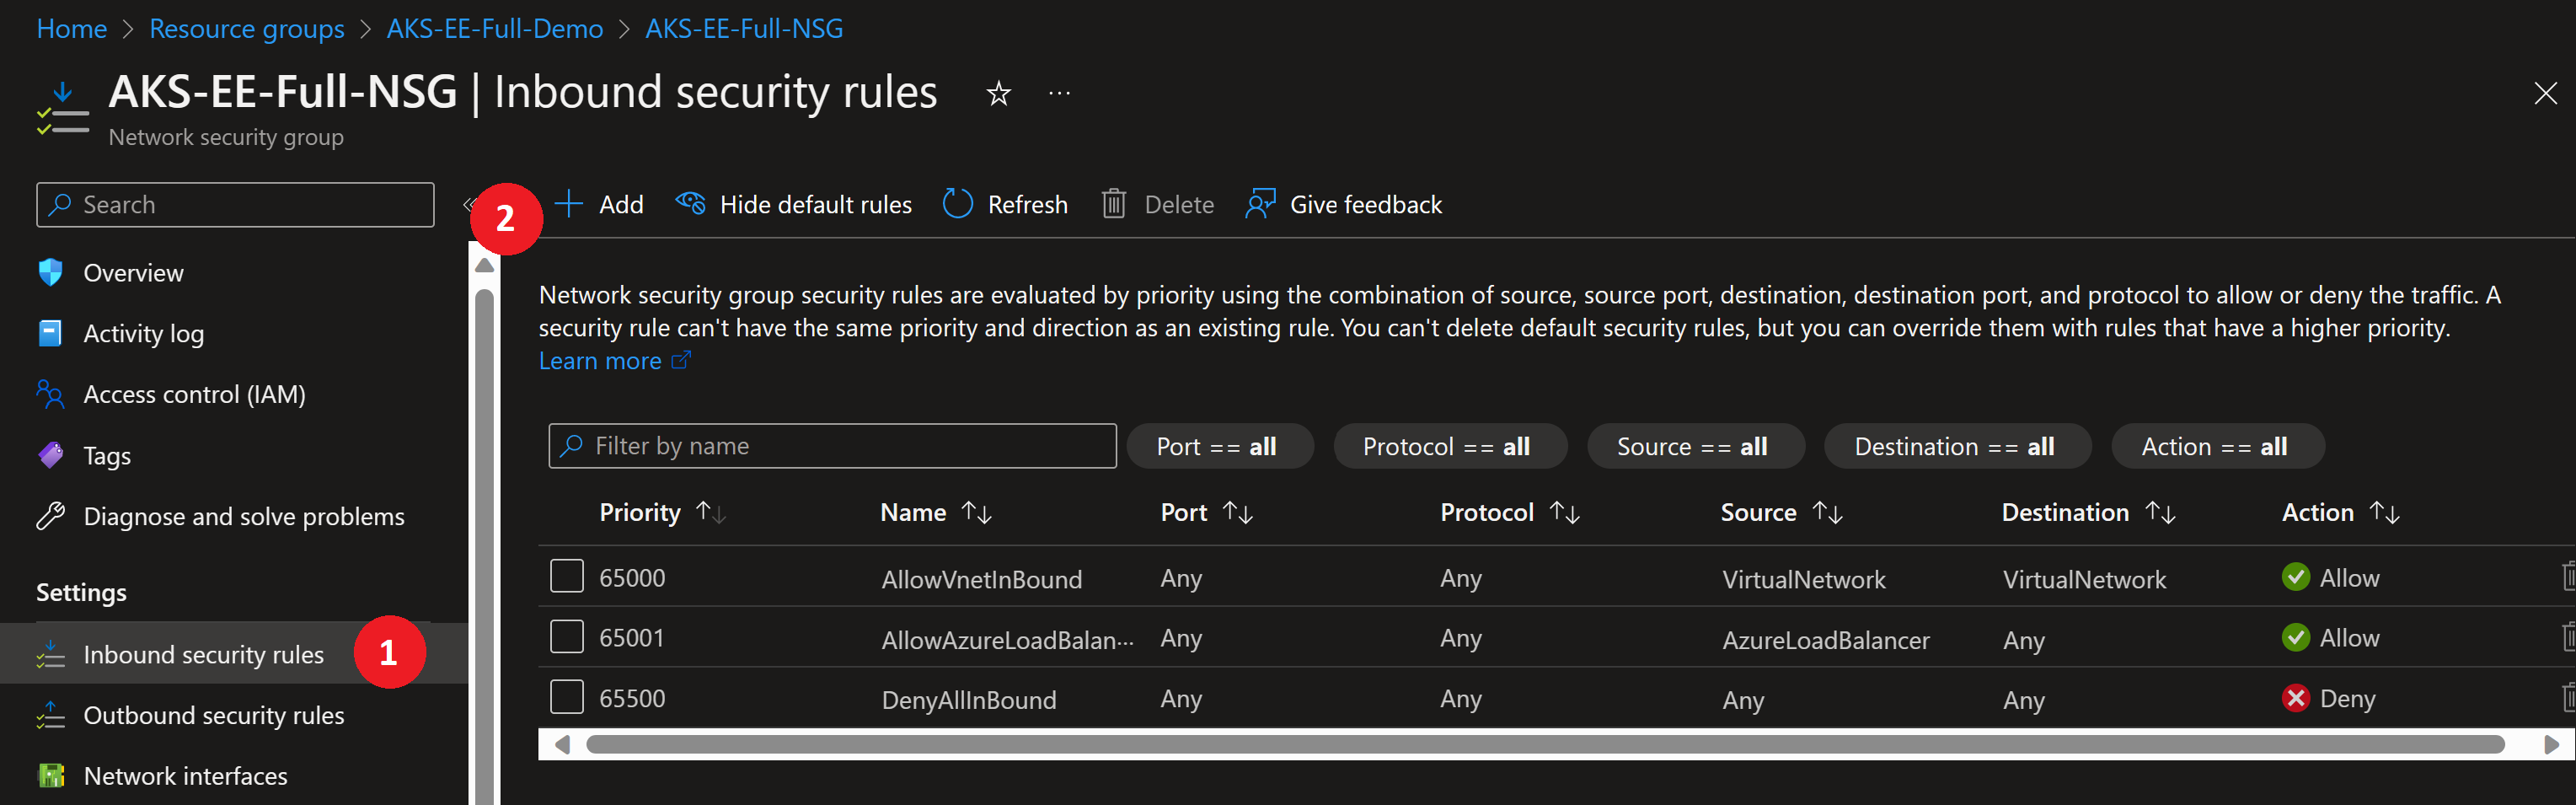 Home > Resource groups > AKS-EE-Full-Demo > AKS-EE-Full-NSG
AKS-EE-Full-NSG | Inbound security rules
Network security group
Search
2
Add
Hide default rules
Refresh
Delete
Give feedback
Overview
Activity log
Access control (IAM)
Tags
Diagnose and solve problems
Settings
Inbound security rules
1
Outbound security rules
Network interfaces
Network security group security rules are evaluated by priority using the combination of source, source port, destination, destination port, and protocol to allow or deny the traffic. A
security rule can't have the same priority and direction as an existing rule. You can't delete default security rules, but you can override them with rules that have a higher priority.
Learn more
Filter by name
Port == all
Protocol == all
Source == all
Destination == all
Action == all
Priority Name Port Protocol Source Destination Action
65000 AllowVnetInBound Any Any VirtualNetwork VirtualNetwork Allow
65001 AllowAzureLoadBalan··· Any Any AzureLoadBalancer Any Allow
65500 DenyAllInBound Any Any Any Any Deny